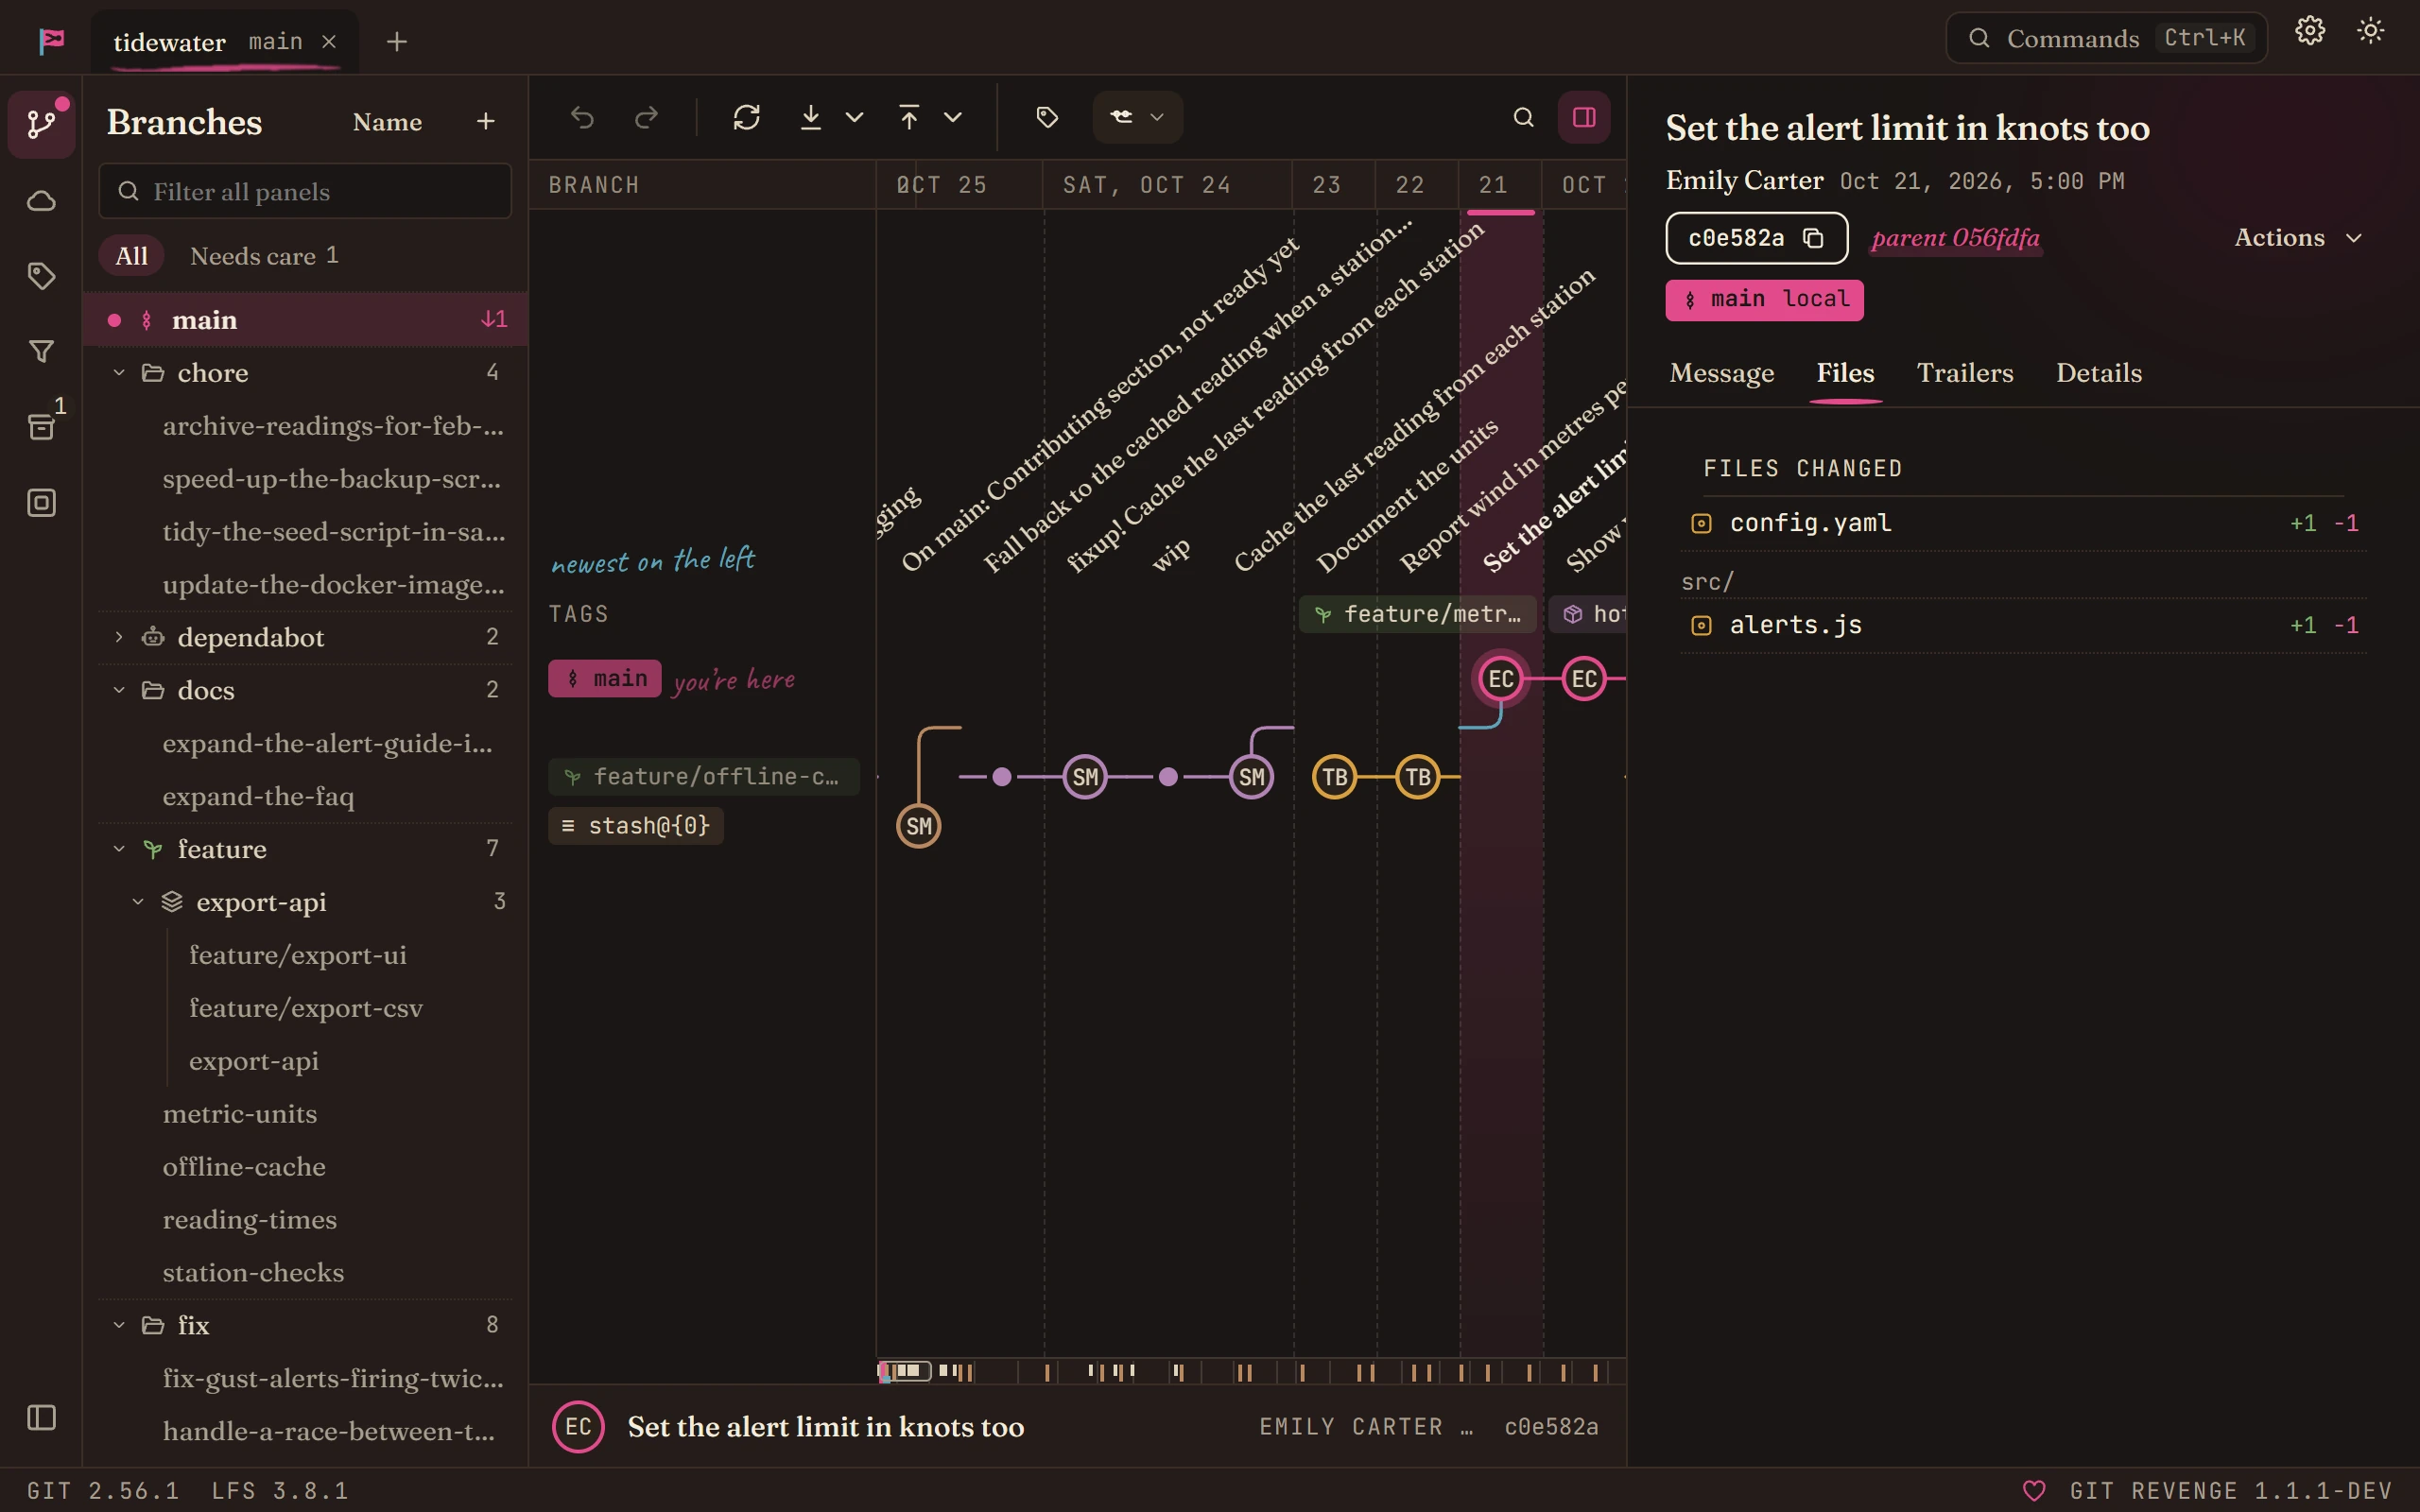 tidewater main
Commands Ctrl+K
Branches Name
Filter all panels
All Needs care 1
main ↓1
chore 4
archive-readings-for-feb-…
speed-up-the-backup-scr…
tidy-the-seed-script-in-sa…
update-the-docker-image…
dependabot 2
docs 2
expand-the-alert-guide-i…
expand-the-faq
feature 7
export-api 3
feature/export-ui
feature/export-csv
export-api
metric-units
offline-cache
reading-times
station-checks
fix 8
fix-gust-alerts-firing-twic…
handle-a-race-between-t…
1
BRANCH
OCT 25 SAT, OCT 24 23 22 21 OCT
ging
On main: Contributing section, not ready yet
Fall back to the cached reading when a station…
fixup! Cache the last reading from each station
wip
Cache the last reading from each station
Document the units
Report wind in metres pe
Set the alert lim
Show
newest on the left
TAGS
feature/metr… hot
main you're here
EC EC
feature/offline-c…
SM SM TB TB
stash@{0}
SM
EC Set the alert limit in knots too EMILY CARTER … c0e582a
Set the alert limit in knots too
Emily Carter Oct 21, 2026, 5:00 PM
c0e582a parent 056fdfa Actions
main local
Message Files Trailers Details
FILES CHANGED
config.yaml +1 -1
src/
alerts.js +1 -1
GIT 2.56.1 LFS 3.8.1
GIT REVENGE 1.1.1-DEV